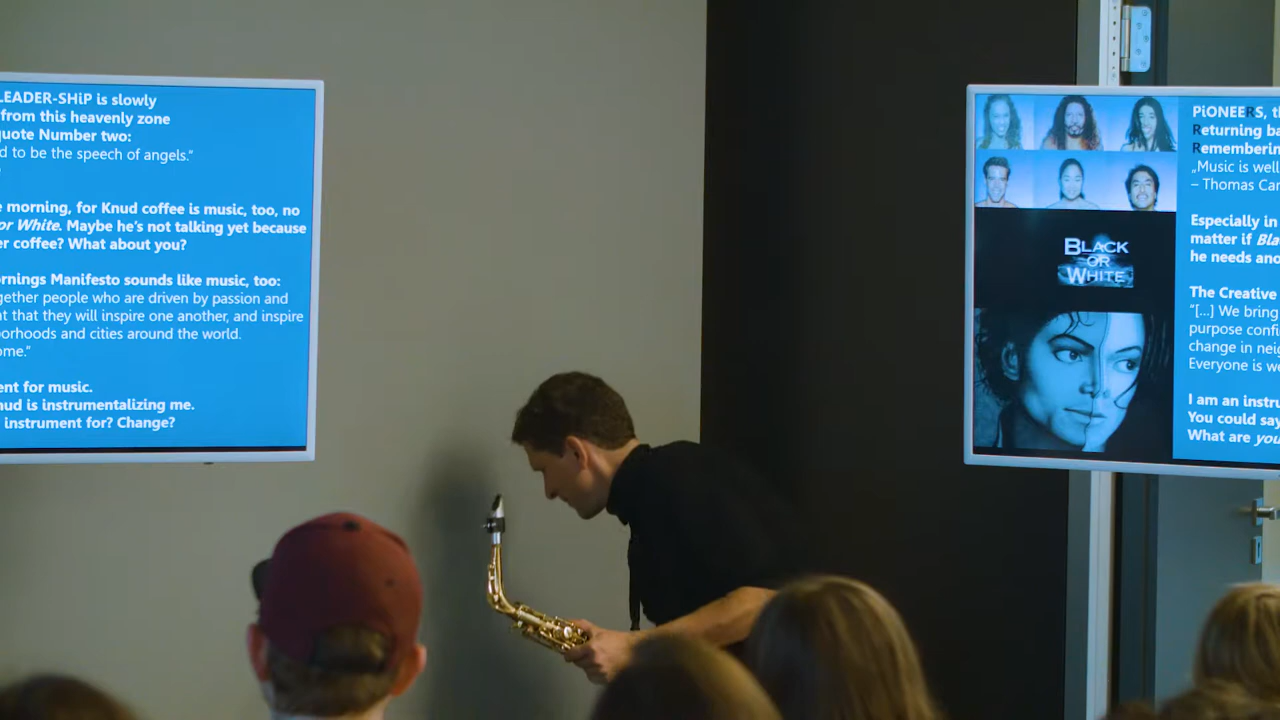 LEADER-SHiP is slowly
from this heavenly zone
quote Number two:
d to be the speech of angels."
e morning, for Knud coffee is music, too, no
or White. Maybe he's not talking yet because
er coffee? What about you?
rnings Manifesto sounds like music, too:
gether people who are driven by passion and
nt that they will inspire one another, and inspire
orhoods and cities around the world.
ome."
ent for music.
nud is instrumentalizing me.
instrument for? Change?
BLACK
OR
WHITE
PiONEERS, th
Returning ba
Remembering
„Music is well
– Thomas Car
Especially in
matter if Bla
he needs ano
The Creative
"[...] We bring
purpose confi
change in neig
Everyone is we
I am an instru
You could say
What are you